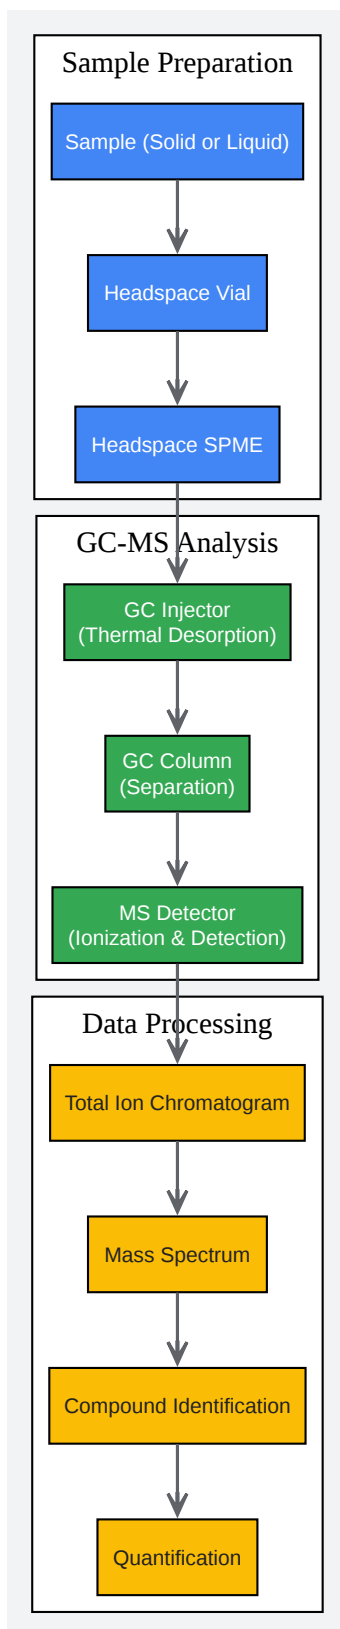 Sample Preparation
Sample (Solid or Liquid)
Headspace Vial
Headspace SPME
GC-MS Analysis
GC Injector
(Thermal Desorption)
GC Column
(Separation)
MS Detector
(Ionization & Detection)
Data Processing
Total Ion Chromatogram
Mass Spectrum
Compound Identification
Quantification